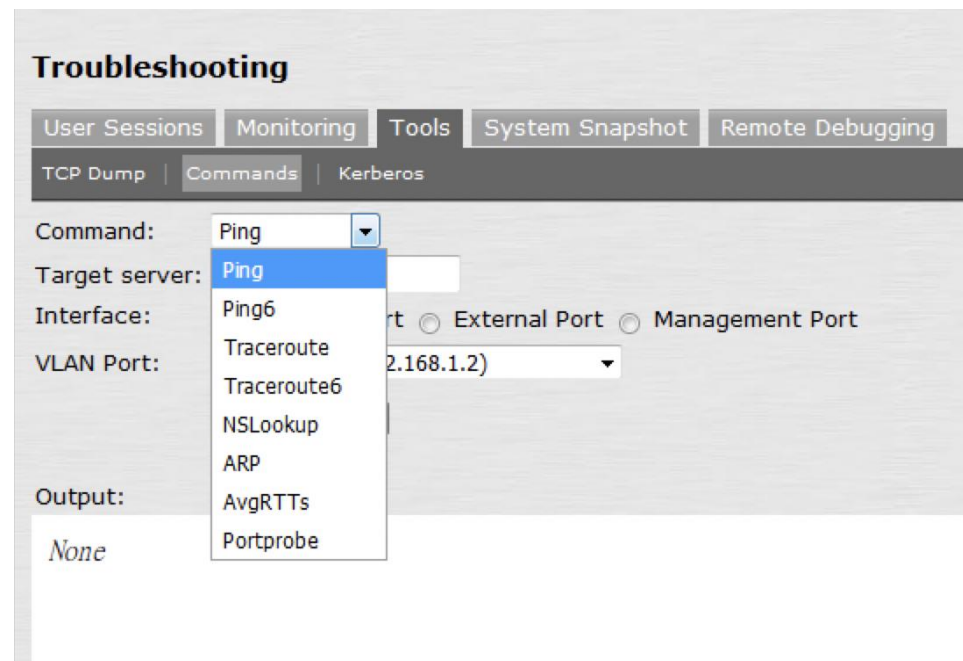 Troubleshooting
User Sessions Monitoring Tools System Snapshot Remote Debugging
TCP Dump | Commands | Kerberos
Command: Ping
Target server:
Interface: External Port Management Port
VLAN Port: 2.168.1.2)
Ping
Ping6
Traceroute
Traceroute6
NSLookup
ARP
AvgRTTs
Portprobe
Output:
None